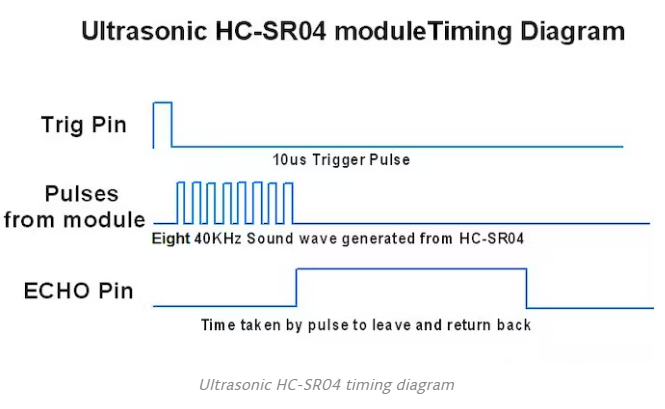 Ultrasonic HC-SR04 moduleTiming Diagram
Trig Pin
10us Trigger Pulse
Pulses
from module
Eight 40KHz Sound wave generated from HC-SR04
ECHO Pin
Time taken by pulse to leave and return back
Ultrasonic HC-SR04 timing diagram